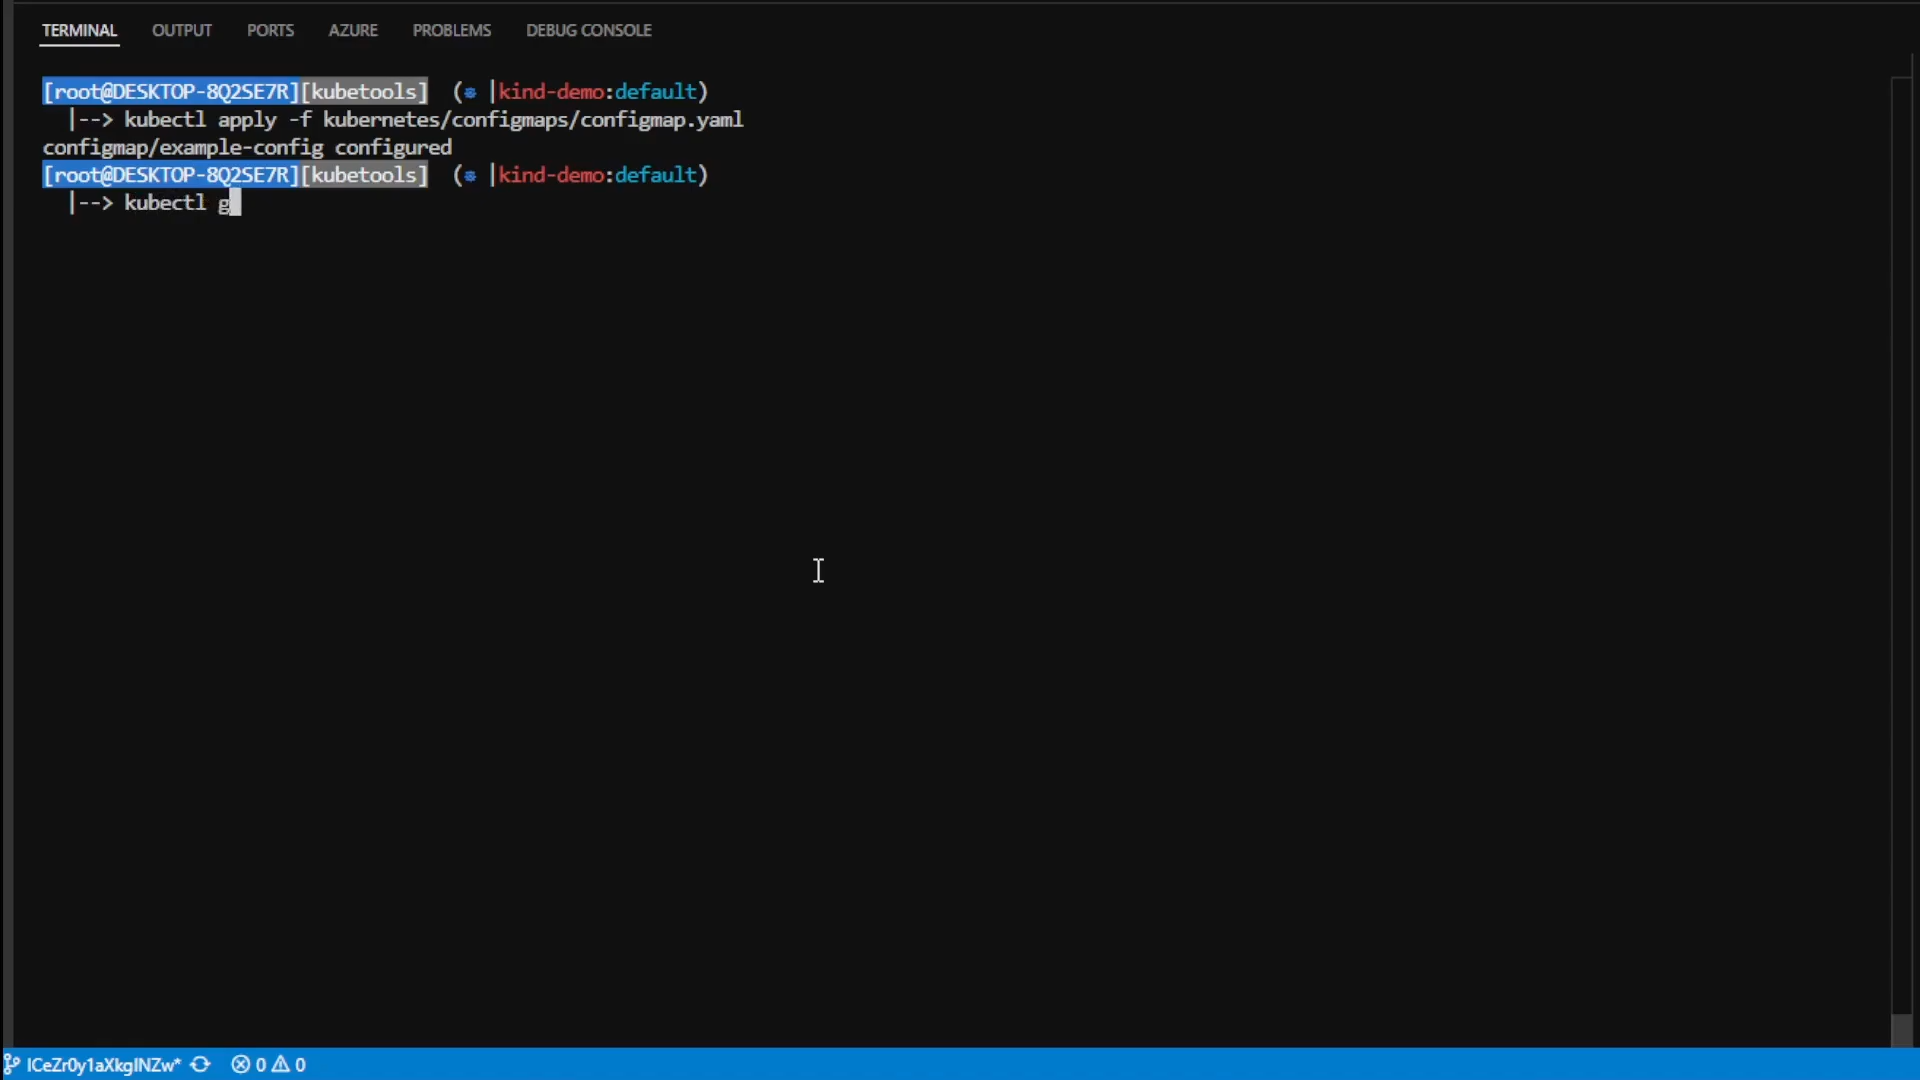 TERMINAL OUTPUT PORTS AZURE PROBLEMS DEBUG CONSOLE
[root@DESKTOP-8Q2SE7R][kubetools] (⎈ |kind-demo:default)
|--> kubectl apply -f kubernetes/configmaps/configmap.yaml
configmap/example-config configured
[root@DESKTOP-8Q2SE7R][kubetools] (⎈ |kind-demo:default)
|--> kubectl g
0 0